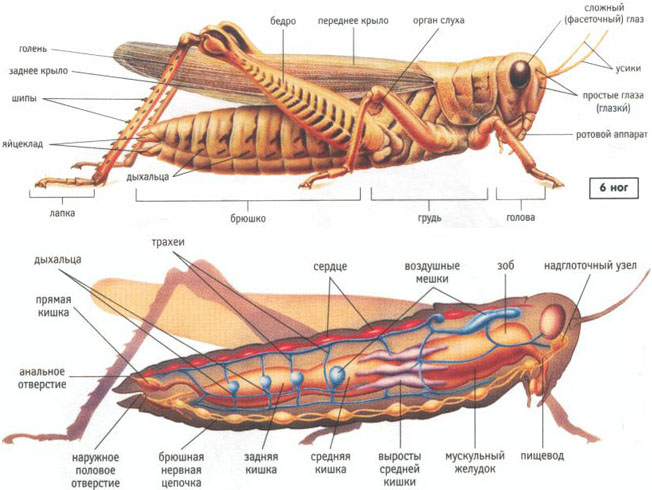 сложный
(фасеточный) глаз
бедро
переднее крыло
орган слуха
голень
заднее крыло
усики
шипы
простые глаза
(глазки)
яйцеклад
ротовой аппарат
дыхальца
6 ног
лапка
брюшко
грудь
голова
трахеи
дыхальца
сердце
воздушные
мешки
зоб
надглоточный узел
прямая
кишка
анальное
отверстие
наружное
половое
отверстие
брюшная
нервная
цепочка
задняя
кишка
средняя
кишка
выросты
средней
кишки
мускульный
желудок
пищевод